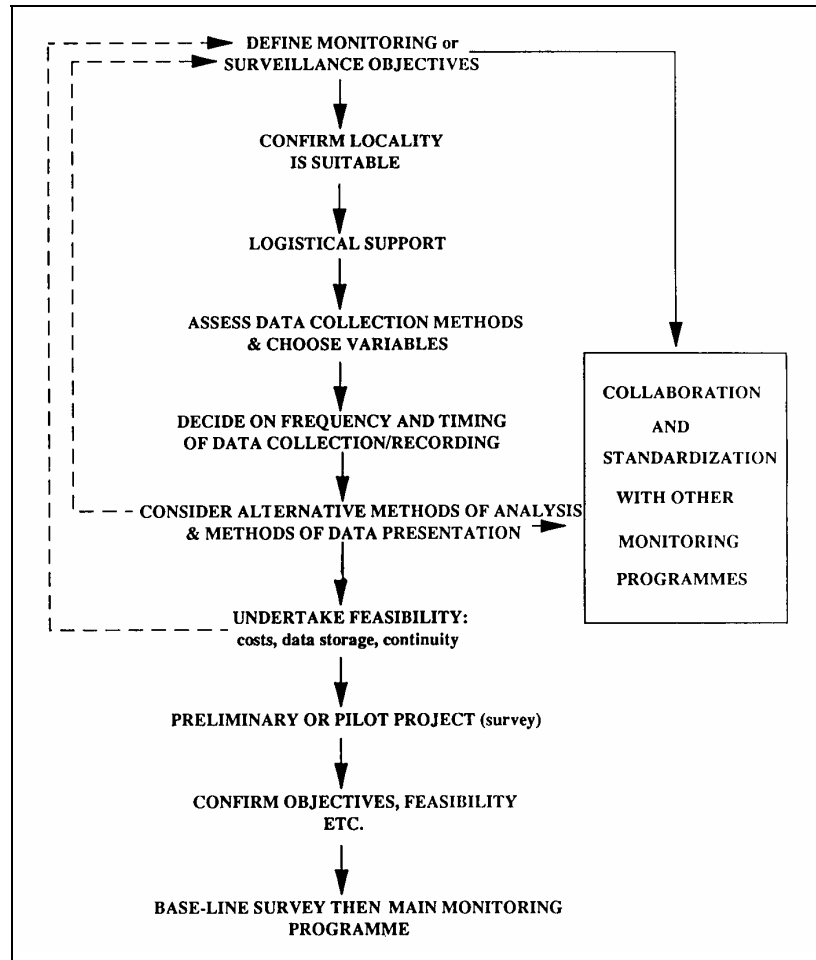 DEFINE MONITORING or
SURVEILLANCE OBJECTIVES
CONFIRM LOCALITY
IS SUITABLE
LOGISTICAL SUPPORT
ASSESS DATA COLLECTION METHODS
& CHOOSE VARIABLES
DECIDE ON FREQUENCY AND TIMING
OF DATA COLLECTION/RECORDING
CONSIDER ALTERNATIVE METHODS OF ANALYSIS
& METHODS OF DATA PRESENTATION
UNDERTAKE FEASIBILITY:
costs, data storage, continuity
PRELIMINARY OR PILOT PROJECT (survey)
CONFIRM OBJECTIVES, FEASIBILITY
ETC.
BASE-LINE SURVEY THEN MAIN MONITORING
PROGRAMME
COLLABORATION
AND
STANDARDIZATION
WITH OTHER
MONITORING
PROGRAMMES